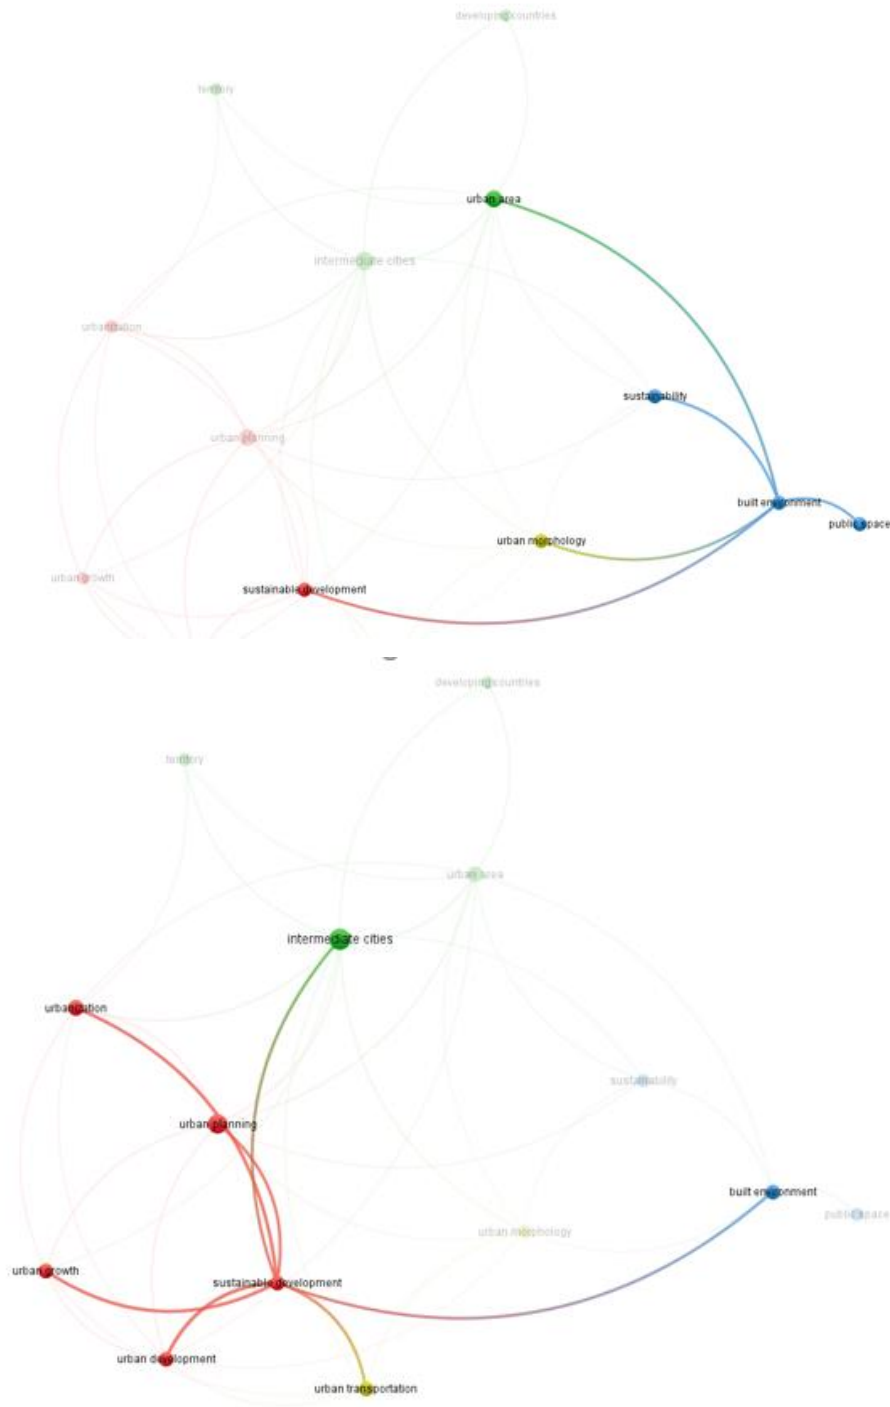 developing countries
territory
urban area
intermediate cities
urbanization
sustainability
urban planning
built environment
public space
urban morphology
urban growth
sustainable development
developing countries
territory
urban area
intermediate cities
urbanization
sustainability
urban planning
built environment
public space
urban morphology
urban growth
sustainable development
urban development
urban transportation